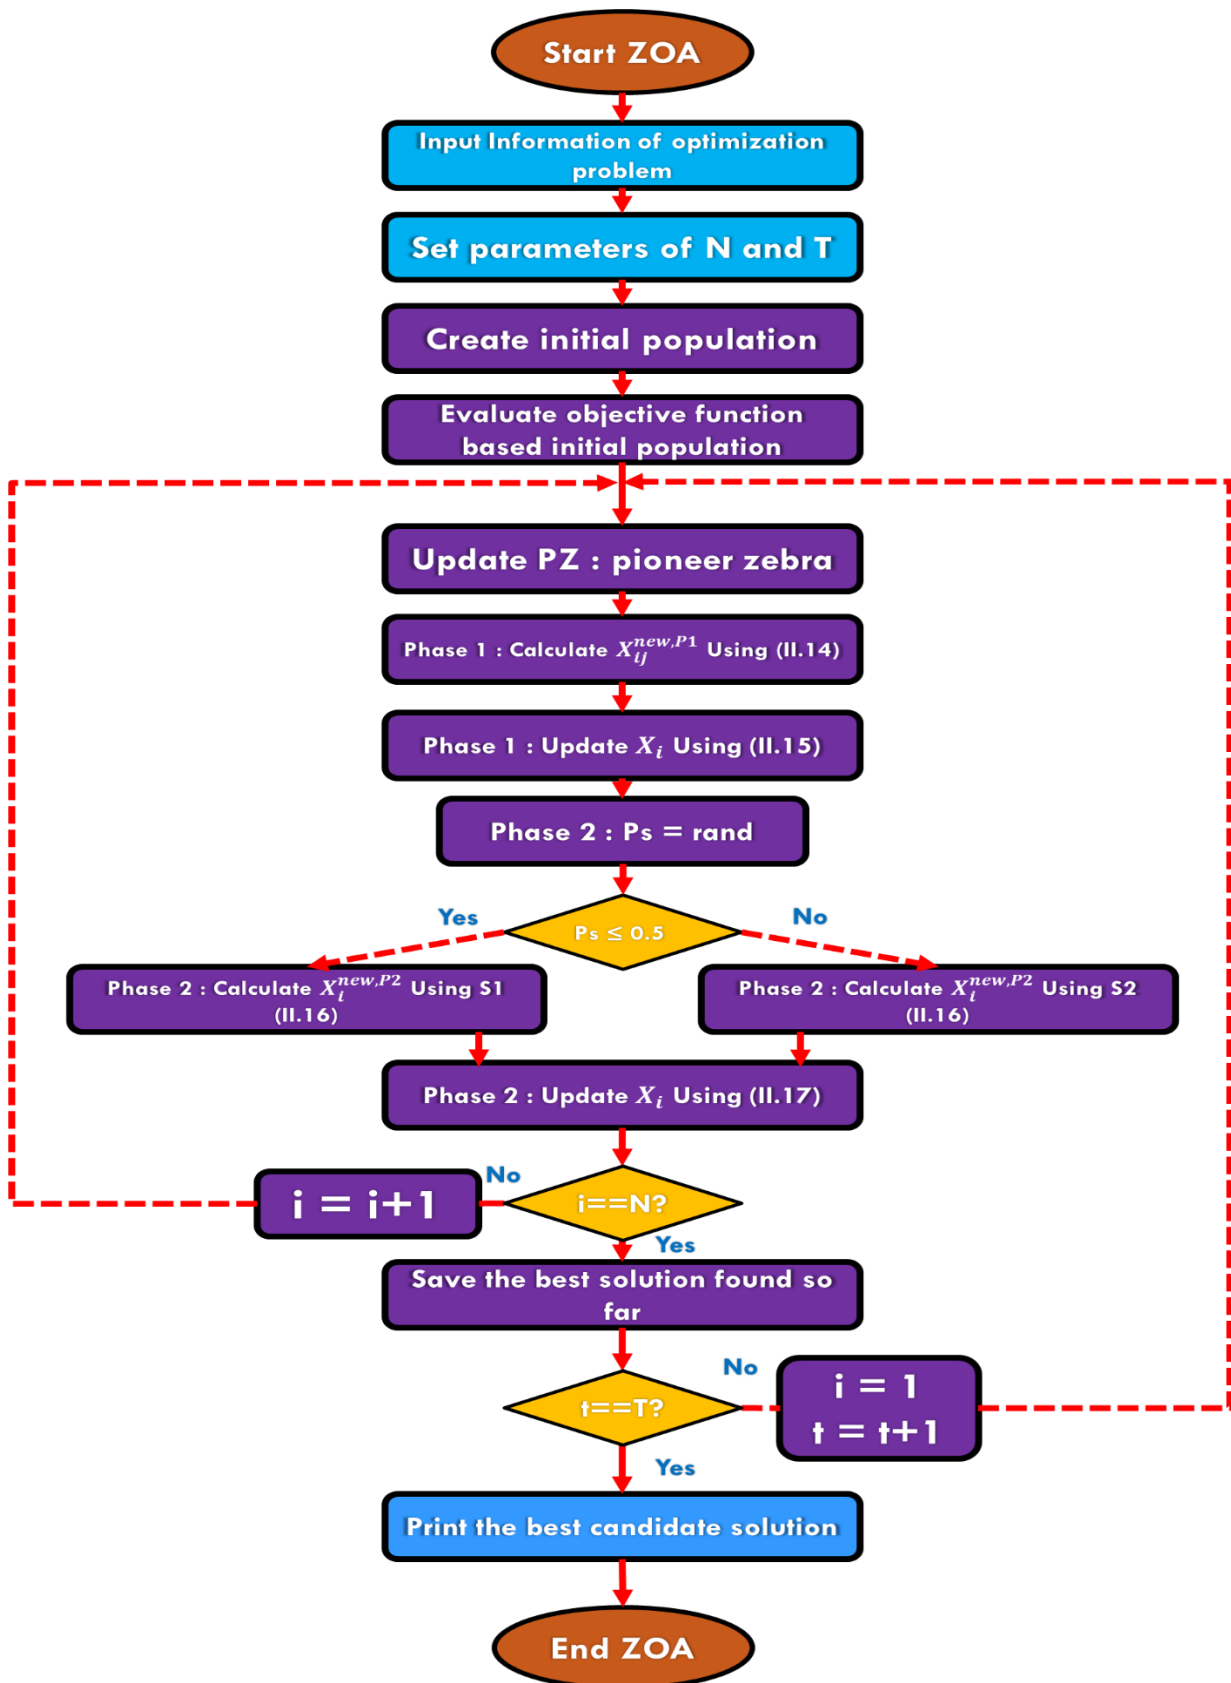 Start ZOA
Input Information of optimization
problem
Set parameters of N and T
Create initial population
Evaluate objective function
based initial population
Update PZ : pioneer zebra
Phase 1 : Calculate $X_{ij}^{new,P1}$ Using (II.14)
Phase 1 : Update $X_i$ Using (II.15)
Phase 2 : Ps = rand
Yes
Ps ≤ 0.5
No
Phase 2 : Calculate $X_i^{new,P2}$ Using S1
(II.16)
Phase 2 : Calculate $X_i^{new,P2}$ Using S2
(II.16)
Phase 2 : Update $X_i$ Using (II.17)
No
i = i+1
i==N?
Yes
Save the best solution found so
far
No
t==T?
i = 1
t = t+1
Yes
Print the best candidate solution
End ZOA